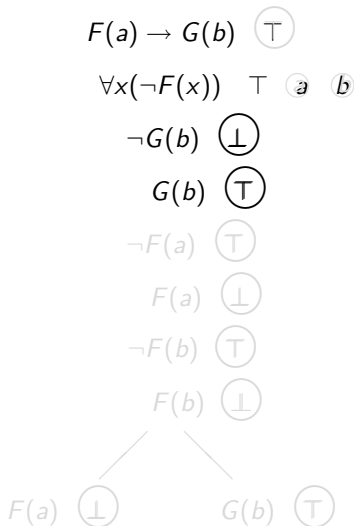 F(a) → G(b) ⊤
∀x(¬F(x)) ⊤ a b
¬G(b) ⊥
G(b) ⊤
¬F(a) ⊤
F(a) ⊥
¬F(b) ⊤
F(b) ⊥
F(a) ⊥ G(b) ⊤